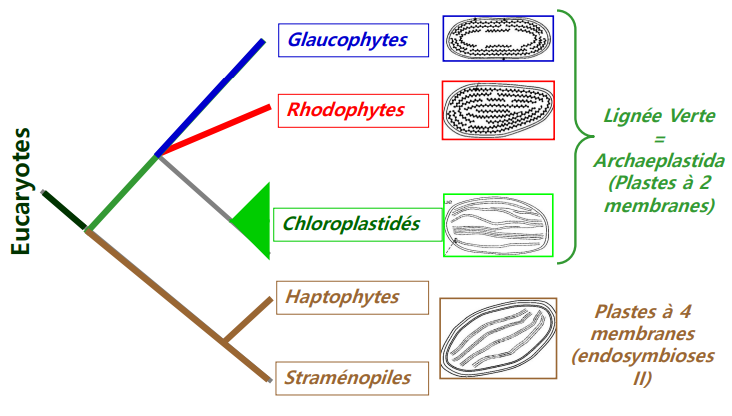 Eucaryotes
Glaucophytes
Rhodophytes
Chloroplastidés
Haptophytes
Straménopiles
Lignée Verte
=
Archaeplastida
(Plastes à 2
membranes)
Plastes à 4
membranes
(endosymbioses
II)